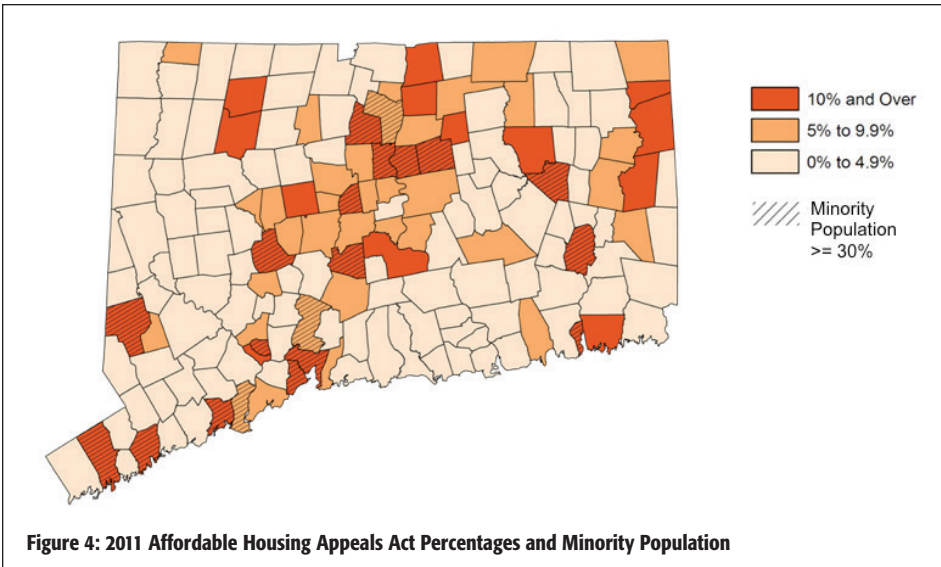 10% and Over
5% to 9.9%
0% to 4.9%
Minority
Population
>= 30%
Figure 4: 2011 Affordable Housing Appeals Act Percentages and Minority Population